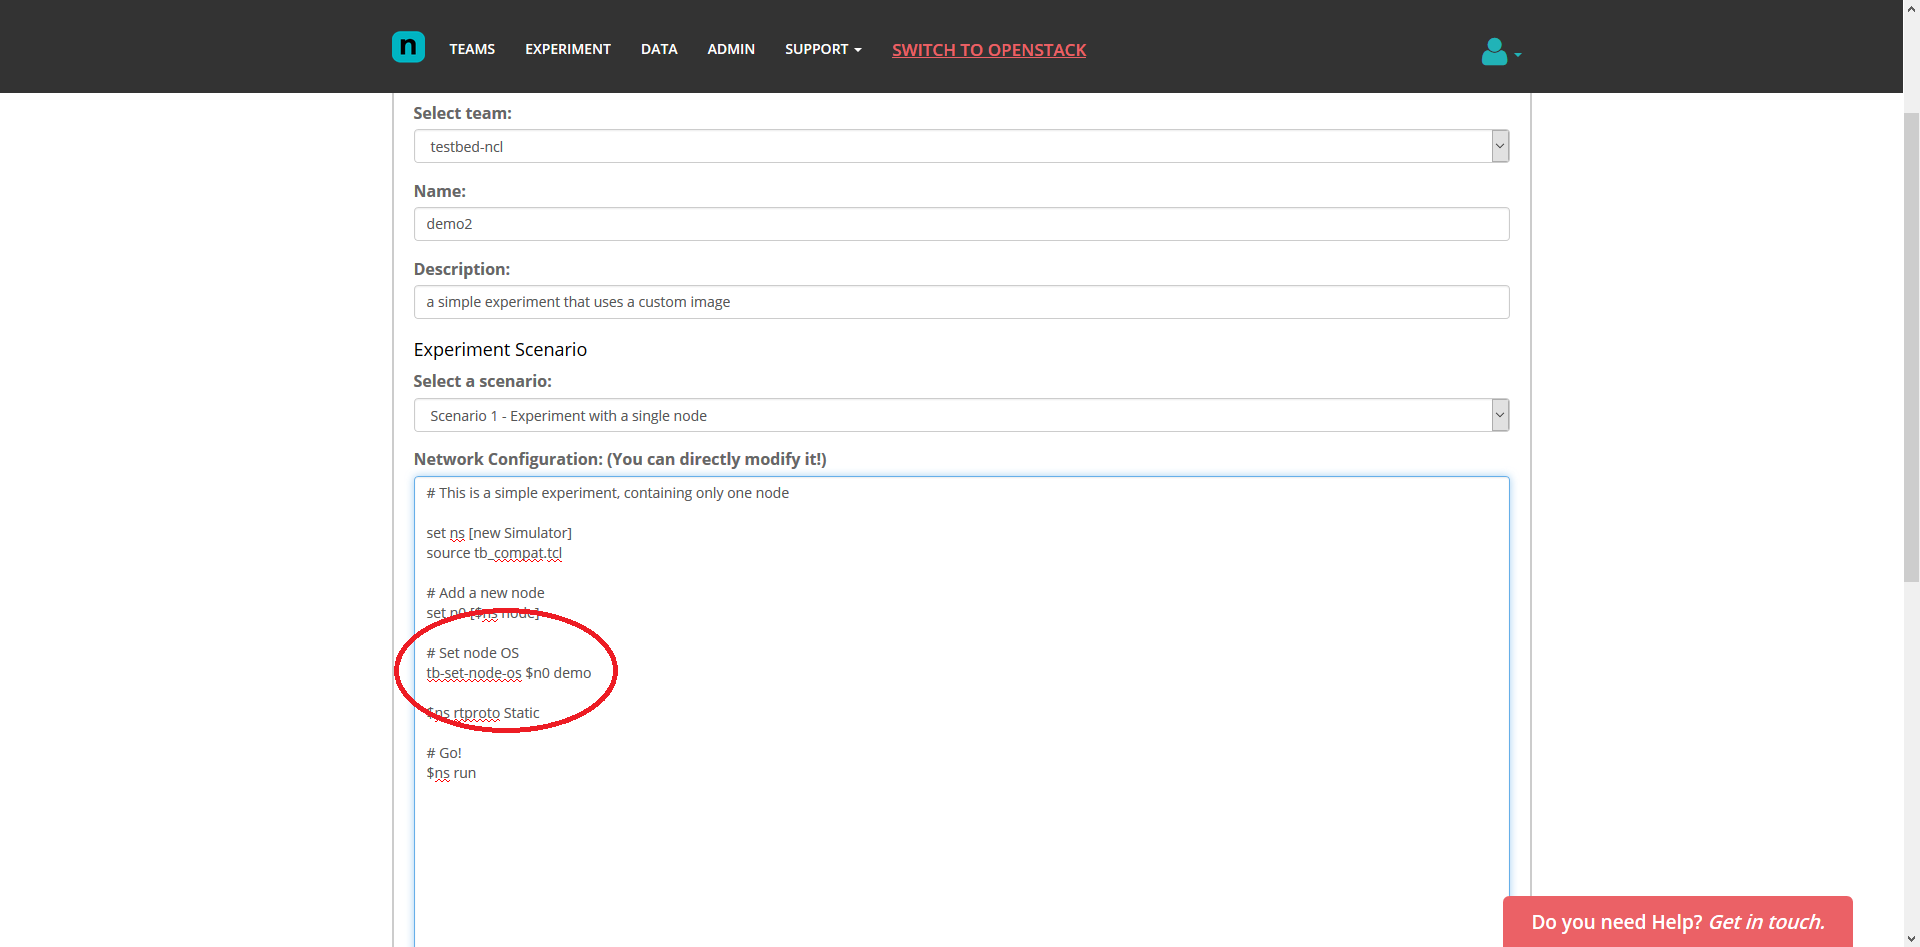 n TEAMS EXPERIMENT DATA ADMIN SUPPORT SWITCH TO OPENSTACK
Select team:
testbed-ncl
Name:
demo2
Description:
a simple experiment that uses a custom image
Experiment Scenario
Select a scenario:
Scenario 1 - Experiment with a single node
Network Configuration: (You can directly modify it!)
# This is a simple experiment, containing only one node
set ns [new Simulator]
source tb_compat.tcl
# Add a new node
set n0 [$ns node]
# Set node OS
tb-set-node-os $n0 demo
$ns rtproto Static
# Go!
$ns run
Do you need Help? Get in touch.